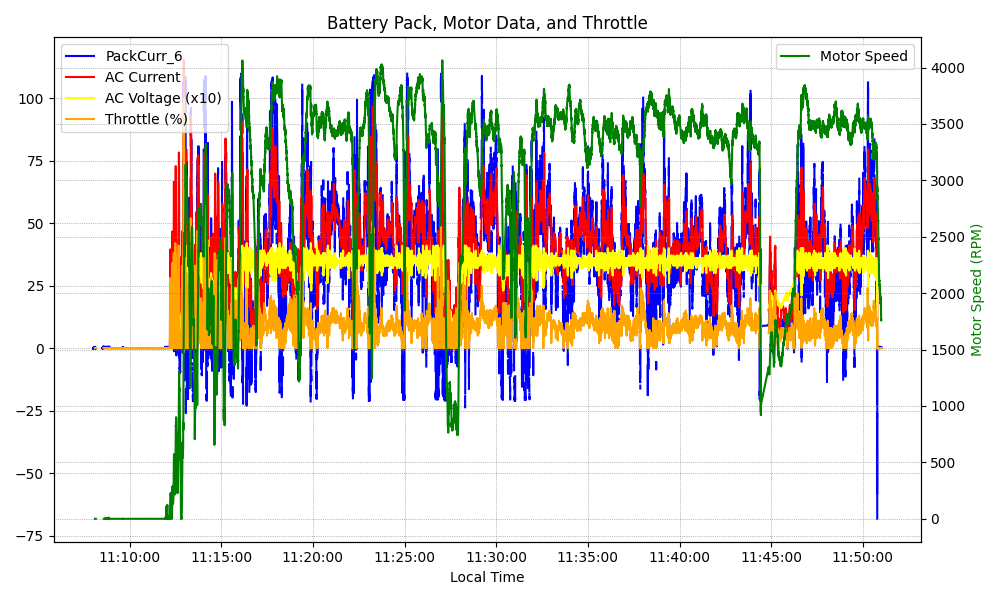 Battery Pack, Motor Data, and Throttle
PackCurr_6
AC Current
AC Voltage (x10)
Throttle (%)
Motor Speed
100
75
50
25
0
−25
−50
−75
4000
3500
3000
2500
2000
1500
1000
500
0
Motor Speed (RPM)
11:10:00 11:15:00 11:20:00 11:25:00 11:30:00 11:35:00 11:40:00 11:45:00 11:50:00
Local Time